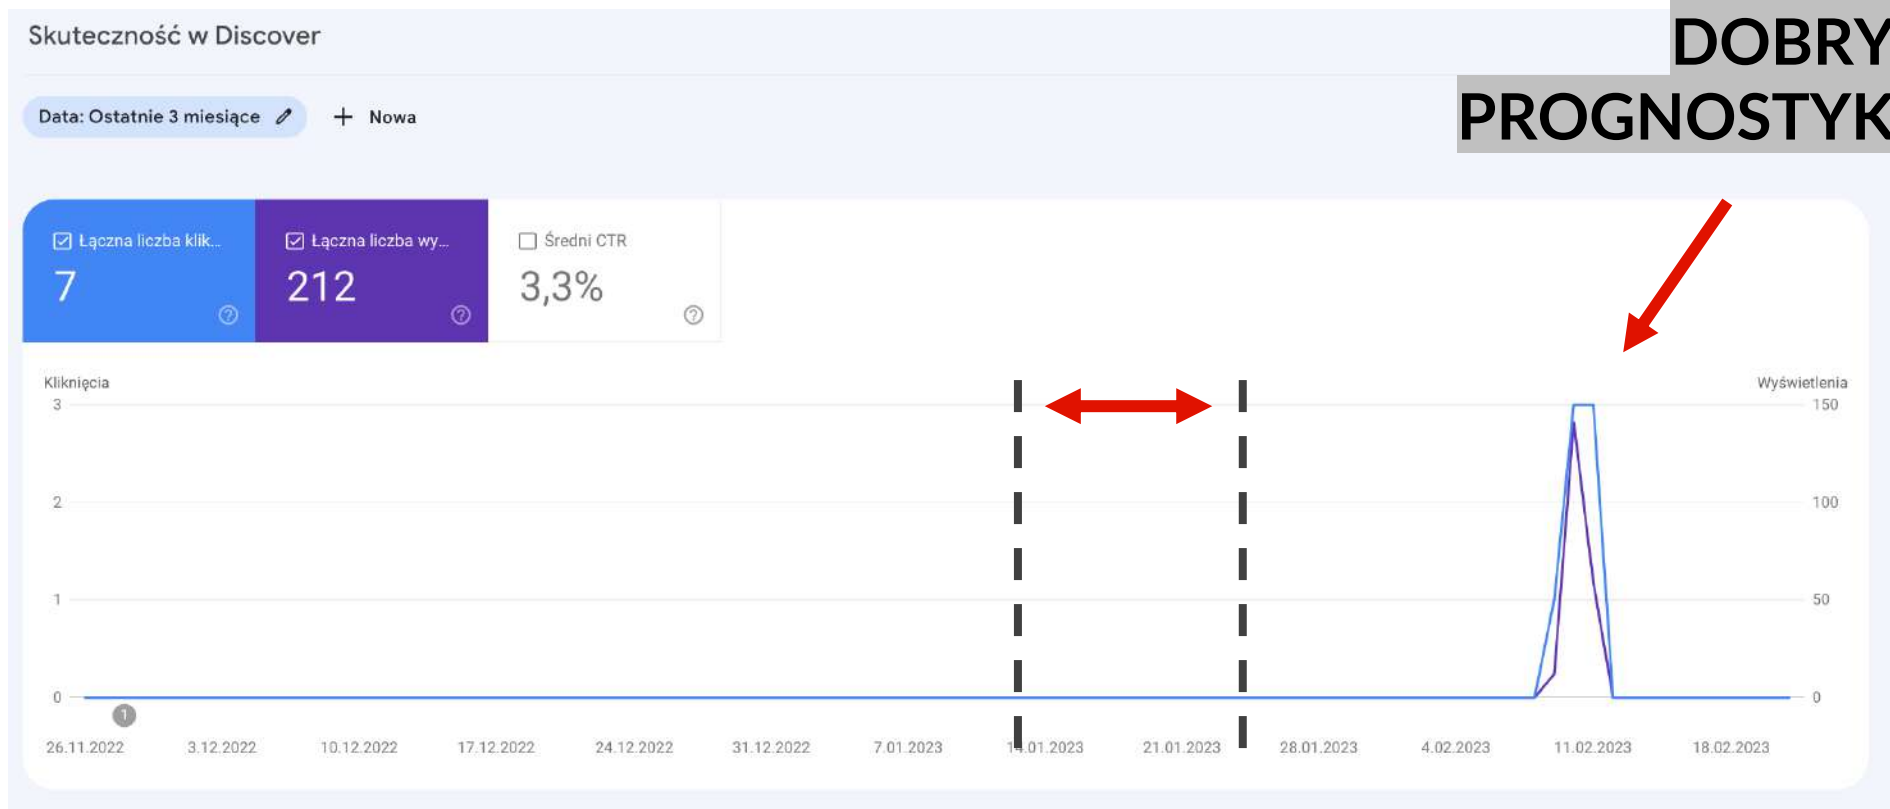 Skuteczność w Discover
DOBRY
PROGNOSTYK
Data: Ostatnie 3 miesiące + Nowa
Łączna liczba klik... Łączna liczba wy... Średni CTR
7 212 3,3%
Kliknięcia Wyświetlenia
3 150
2 100
1 50
0 0
1
26.11.2022 3.12.2022 10.12.2022 17.12.2022 24.12.2022 31.12.2022 7.01.2023 14.01.2023 21.01.2023 28.01.2023 4.02.2023 11.02.2023 18.02.2023